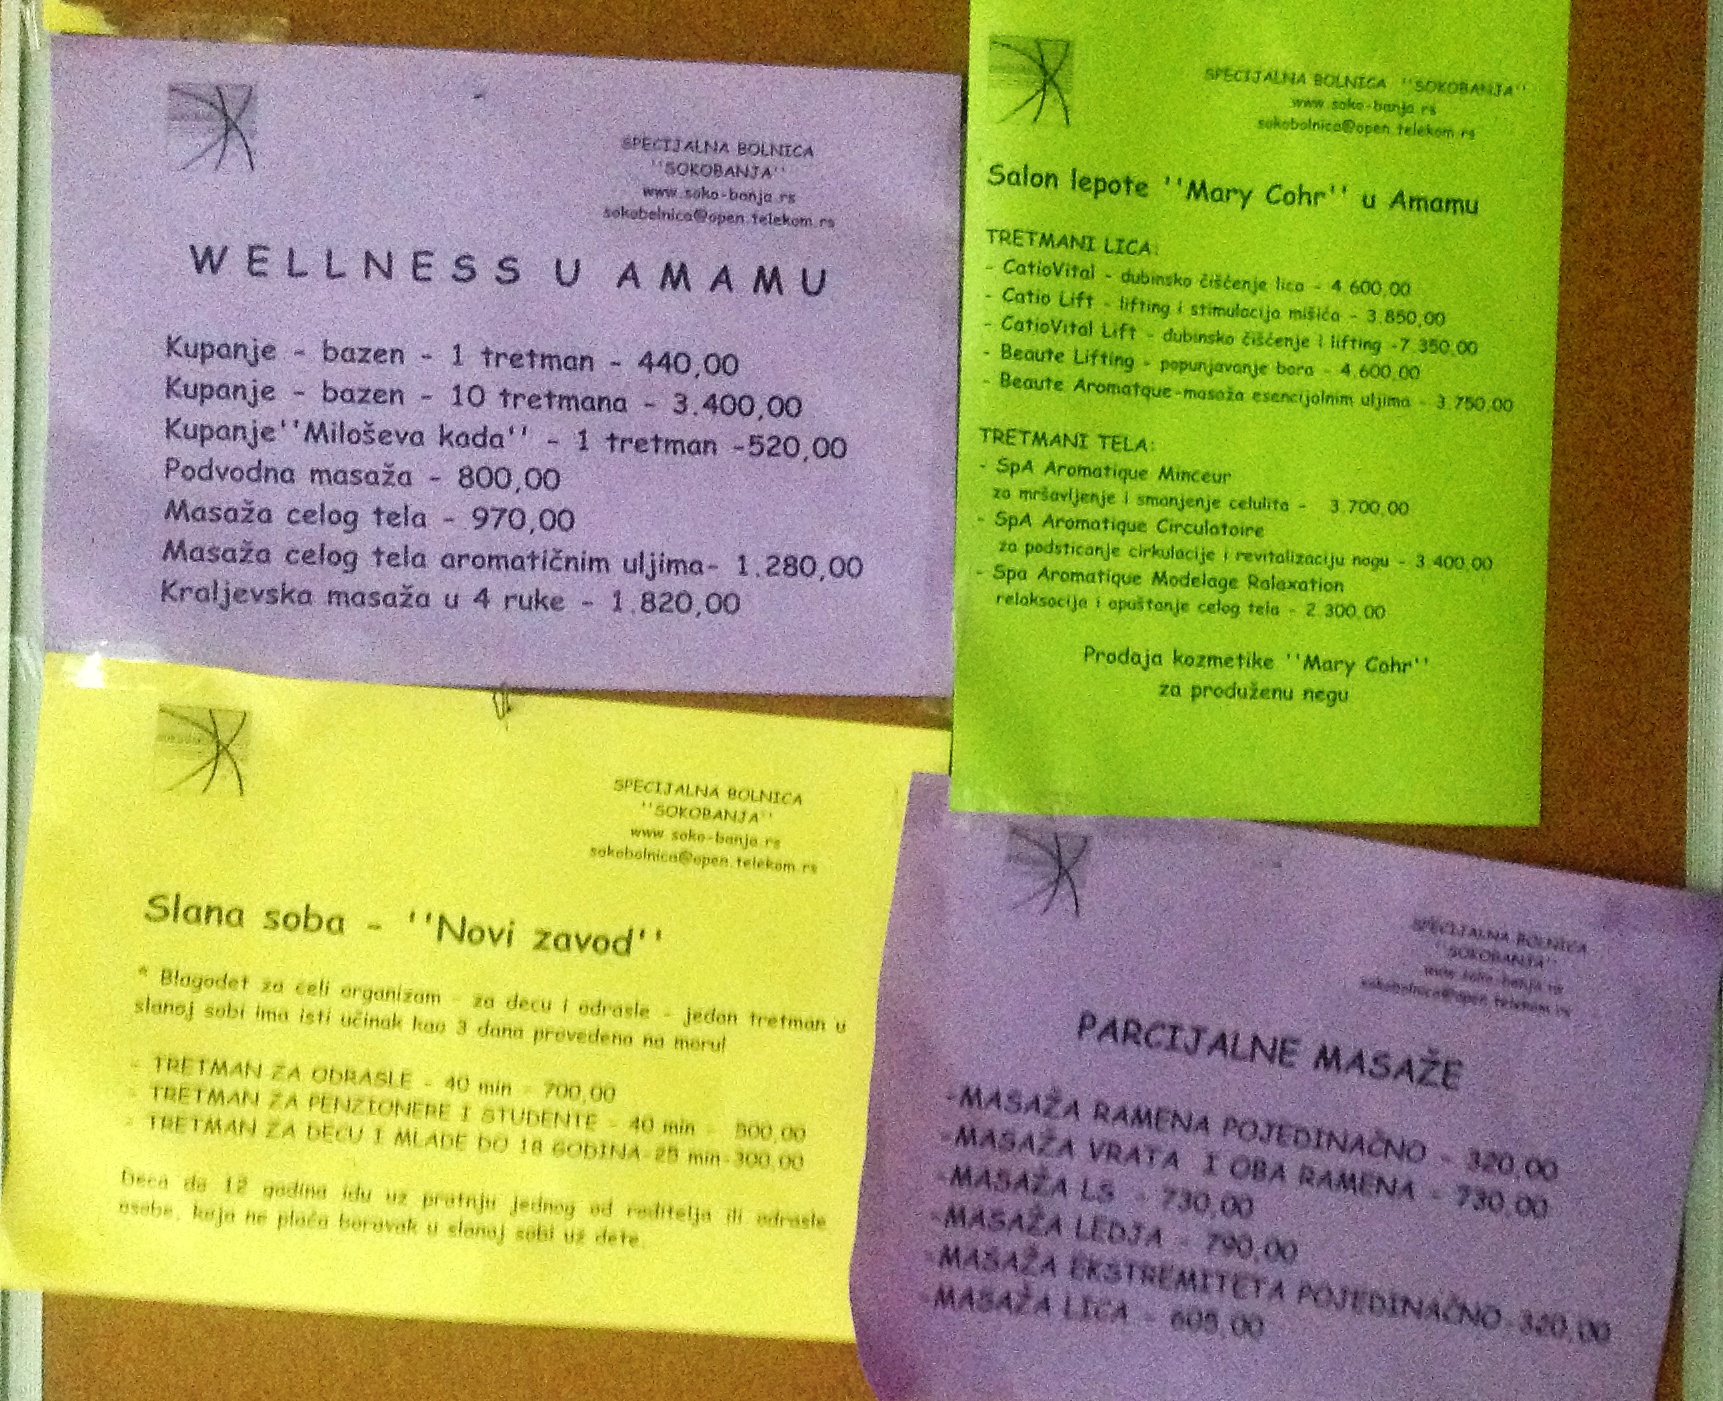 SPECIJALNA BOLNICA
''SOKOBANJA''
www.soko-banja.rs
sokobolnica@open.telekom.rs
WELLNESS U AMAMU
Kupanje - bazen - 1 tretman - 440,00
Kupanje - bazen - 10 tretmana - 3.400,00
Kupanje''Miloševa kada'' - 1 tretman -520,00
Podvodna masaža - 800,00
Masaža celog tela - 970,00
Masaža celog tela aromatičnim uljima- 1.280,00
Kraljevska masaža u 4 ruke - 1.820,00
SPECIJALNA BOLNICA ''SOKOBANJA''
www.soko-banja.rs
sokobolnica@open.telekom.rs
Salon lepote ''Mary Cohr'' u Amamu
TRETMANI LICA:
- CatioVital - dubinsko čišćenje lica - 4.600,00
- Catio Lift - lifting i stimulacija mišića - 3.850,00
- CatioVital Lift - dubinsko čišćenje i lifting -7.350,00
- Beaute Lifting - popunjavanje bora - 4.600,00
- Beaute Aromatque-masaža esencijalnim uljima - 3.750,00
TRETMANI TELA:
- SpA Aromatique Minceur
za mršavljenje i smanjenje celulita - 3.700,00
- SpA Aromatique Circulatoire
za podsticanje cirkulacije i revitalizaciju nogu - 3.400,00
- Spa Aromatique Modelage Ralaxation
relaksacija i opuštanje celog tela - 2.300,00
Prodaja kozmetike ''Mary Cohr''
za produženu negu
SPECIJALNA BOLNICA
''SOKOBANJA''
www.soko-banja.rs
sokobolnica@open.telekom.rs
Slana soba - ''Novi zavod''
* Blagodet za celi organizam - za decu i odrasle - jedan tretman u
slanoj sobi ima isti učinak kao 3 dana provedena na moru!
- TRETMAN ZA ODRASLE - 40 min - 700,00
- TRETMAN ZA PENZIONERE I STUDENTE - 40 min - 500,00
- TRETMAN ZA DECU I MLADE DO 18 GODINA-25 min-300,00
Deca do 12 godina idu uz pratnju jednog od roditelja ili odrasle
osobe, koja ne plaća boravak u slanoj sobi uz dete.
SPECIJALNA BOLNICA
''SOKOBANJA''
www.soko-banja.rs
sokobolnica@open.telekom.rs
PARCIJALNE MASAŽE
-MASAŽA RAMENA POJEDINAČNO - 320,00
-MASAŽA VRATA I OBA RAMENA - 730,00
-MASAŽA LS - 730,00
-MASAŽA LEDJA - 790,00
-MASAŽA EKSTREMITETA POJEDINAČNO-320,00
-MASAŽA LICA - 605,00